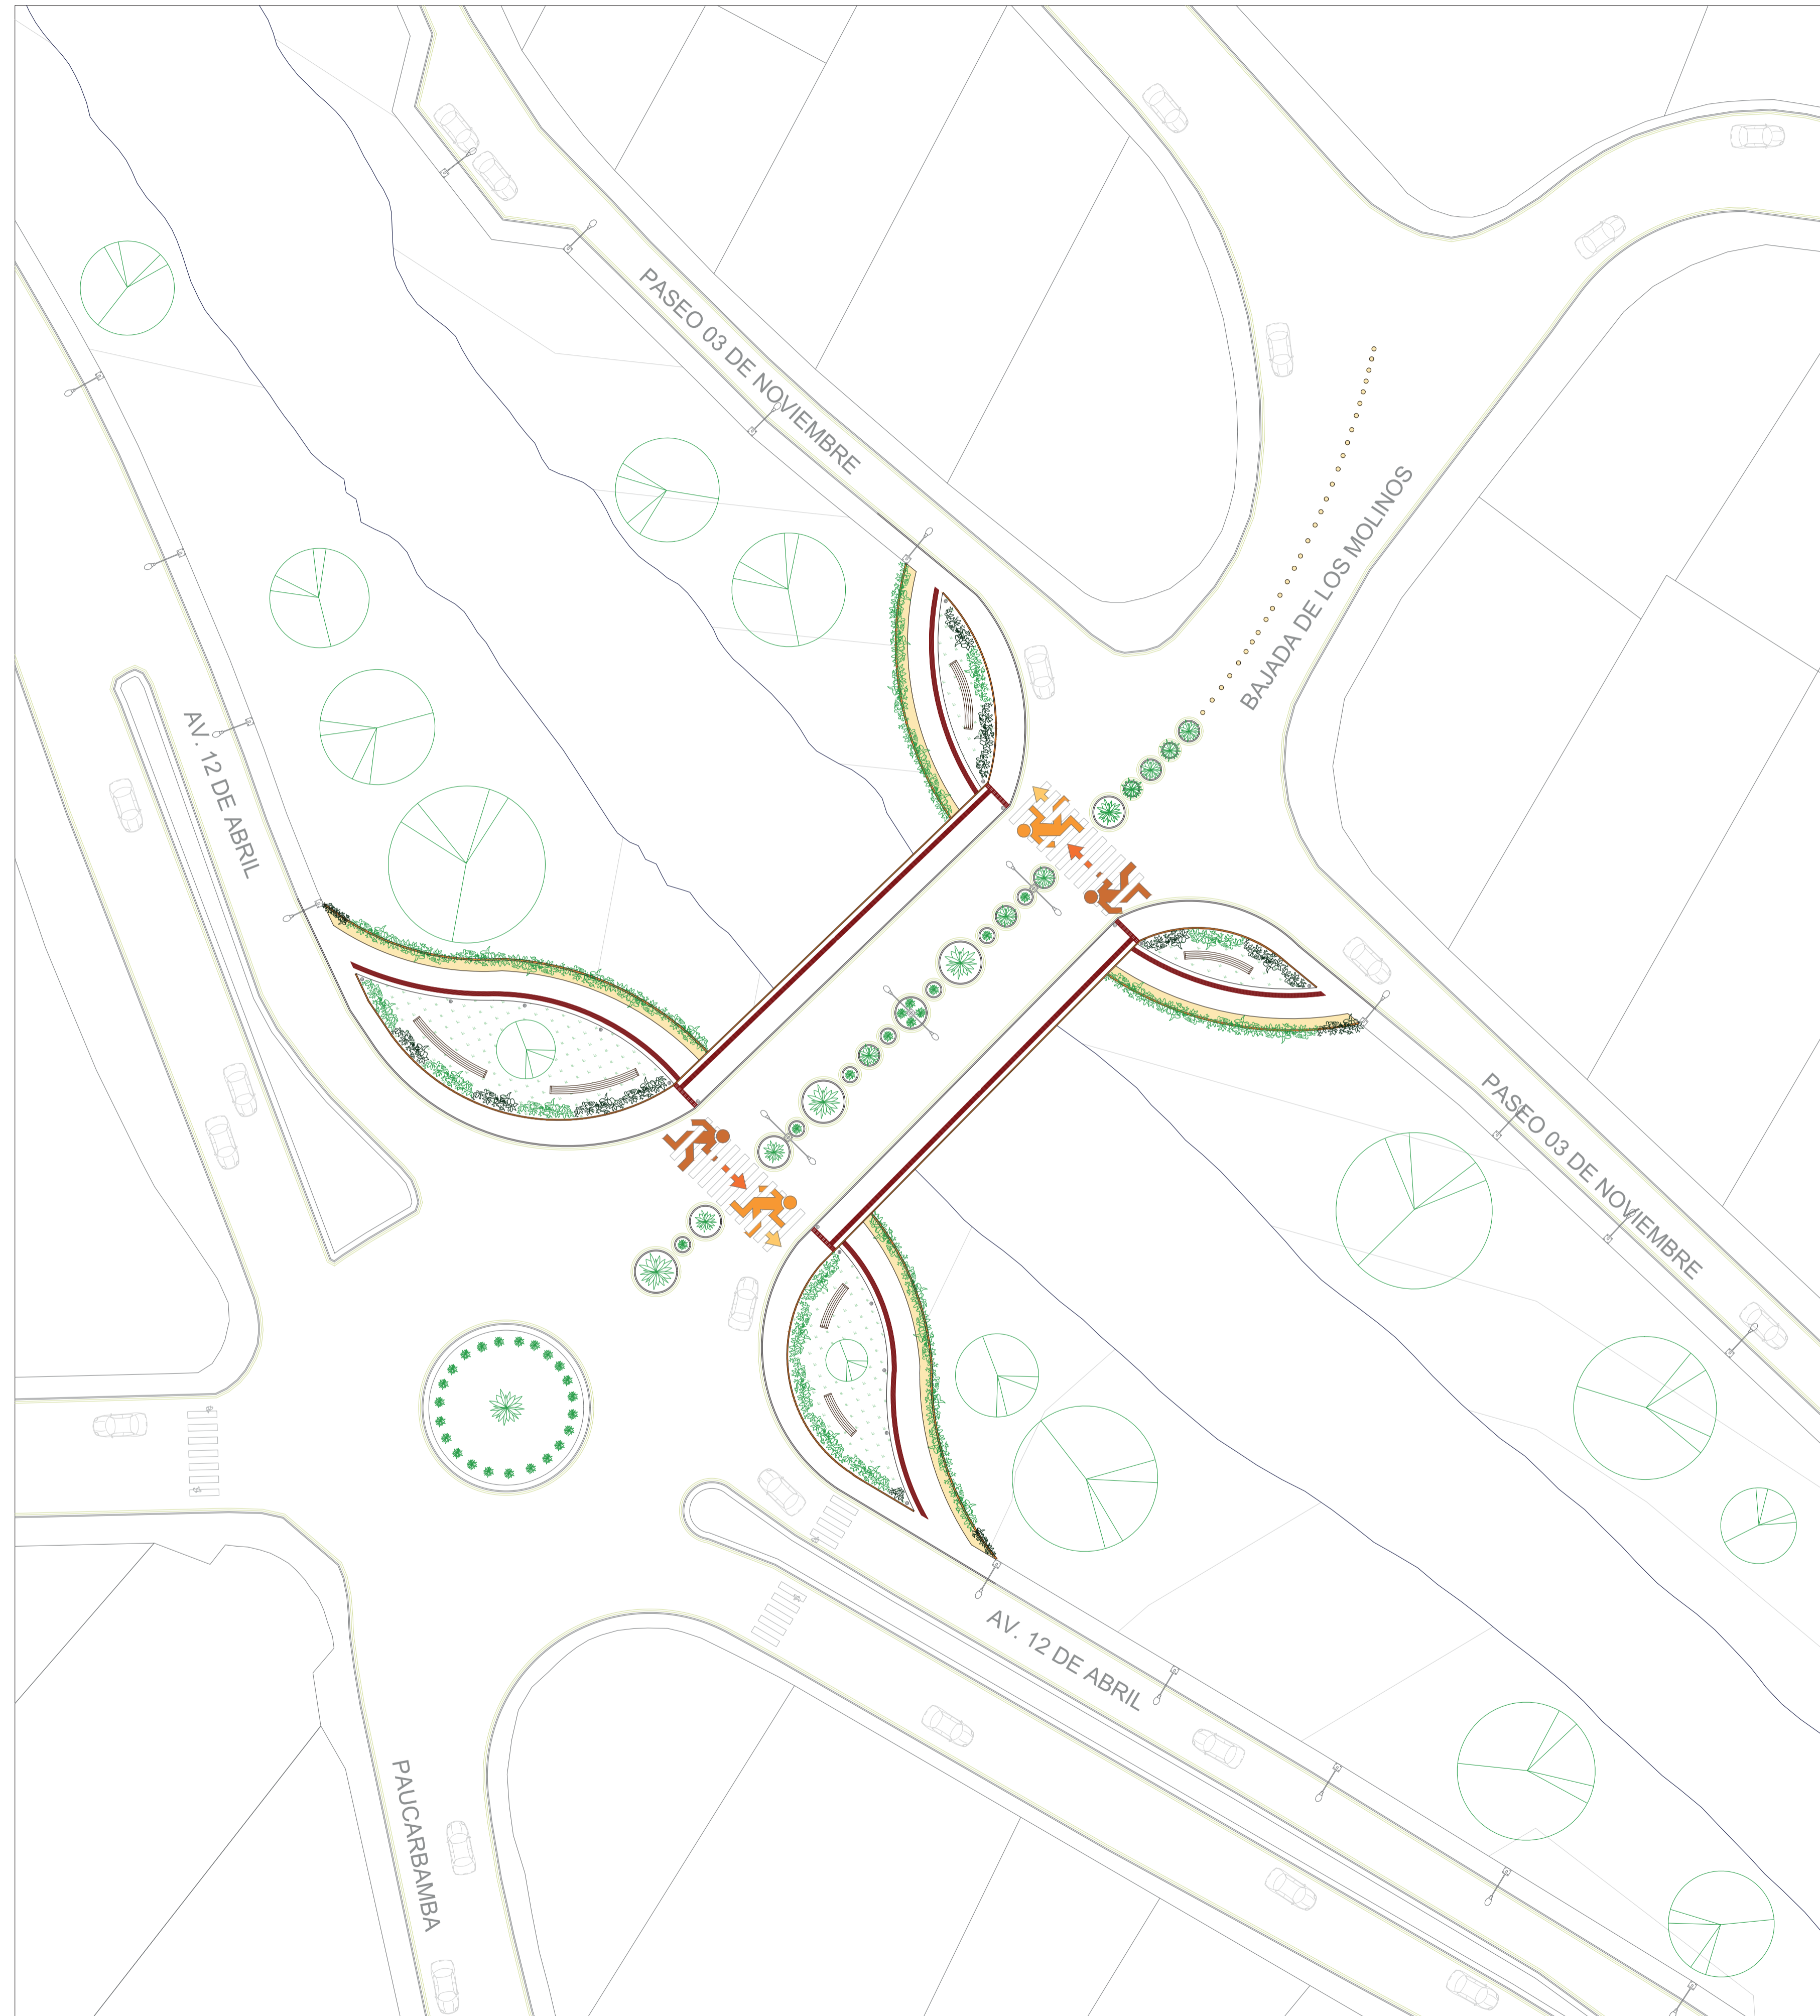 PASEO 03 DE NOVIEMBRE
BAJADA DE LOS MOLINOS
AV. 12 DE ABRIL
PASEO 03 DE NOVIEMBRE
AV. 12 DE ABRIL
PAUCARBAMBA